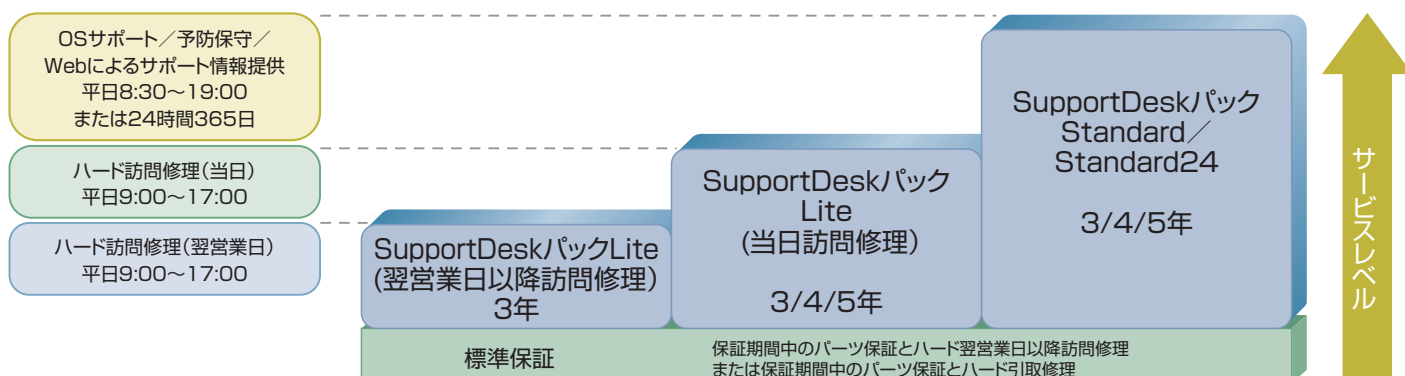 OSサポート／予防保守／
Webによるサポート情報提供
平日8:30～19:00
または24時間365日
ハード訪問修理(当日)
平日9:00～17:00
ハード訪問修理(翌営業日)
平日9:00～17:00
SupportDeskパックLite
(翌営業日以降訪問修理)
3年
SupportDeskパック
Lite
(当日訪問修理)
3/4/5年
SupportDeskパック
Standard／
Standard24
3/4/5年
サービスレベル
標準保証
保証期間中のパーツ保証とハード翌営業日以降訪問修理
または保証期間中のパーツ保証とハード引取修理